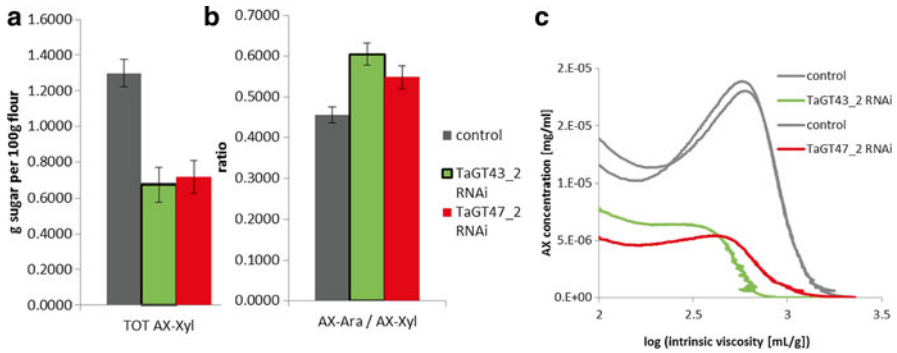 a
g sugar per 100g flour
1.6000
1.4000
1.2000
1.0000
0.8000
0.6000
0.4000
0.2000
0.0000
TOT AX-Xyl
b
ratio
0.7000
0.6000
0.5000
0.4000
0.3000
0.2000
0.1000
0.0000
AX-Ara / AX-Xyl
control
TaGT43_2
RNAi
TaGT47_2
RNAi
c
AX concentration [mg/ml]
2.E-05
2.E-05
1.E-05
5.E-06
0.E+00
2
2.5
3
3.5
log (intrinsic viscosity [mL/g])
control
TaGT43_2 RNAi
control
TaGT47_2 RNAi